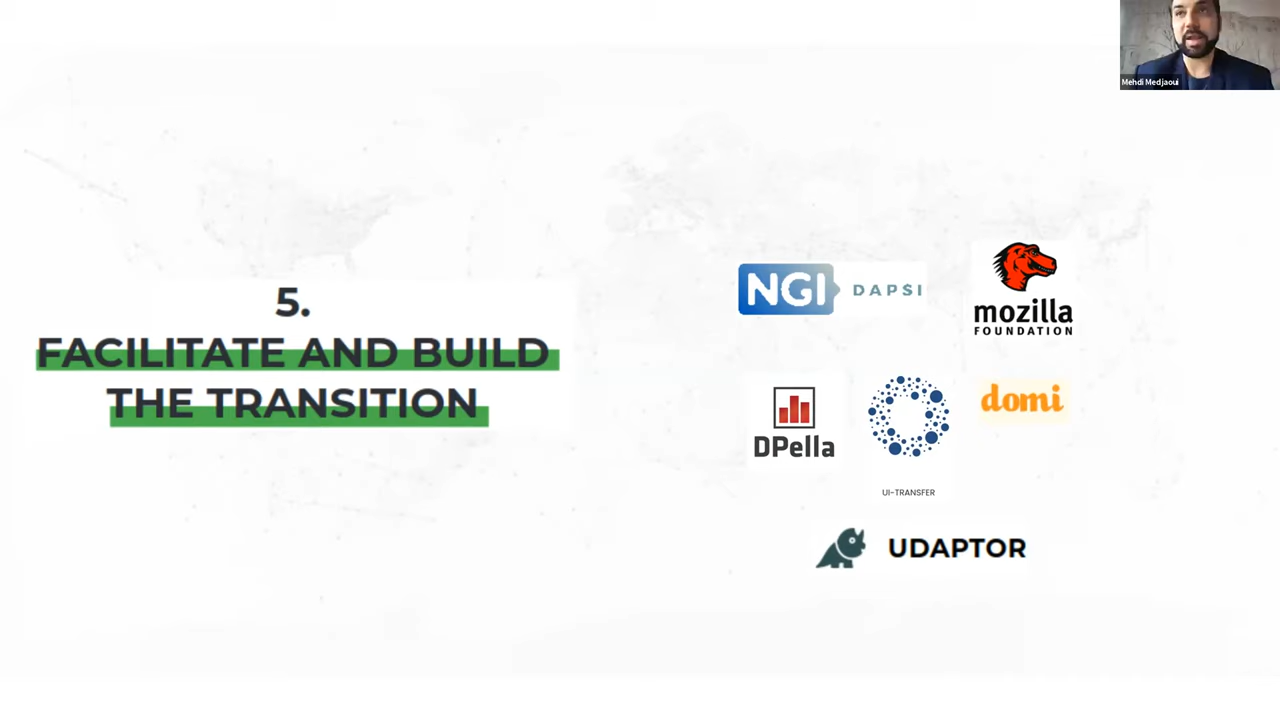 Mehdi Medjaoui
5.
FACILITATE AND BUILD
THE TRANSITION
NGI DAPSI
mozilla
FOUNDATION
DPella
domi
UI-TRANSFER
UDAPTOR